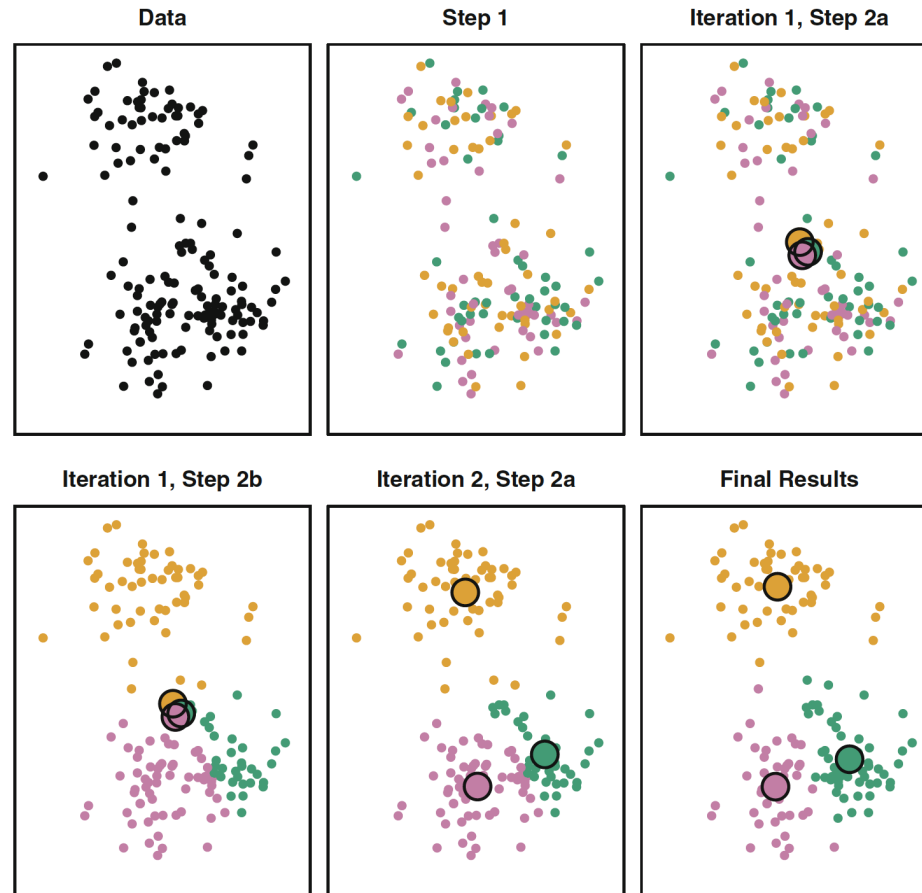 Data
Step 1
Iteration 1, Step 2a
Iteration 1, Step 2b
Iteration 2, Step 2a
Final Results